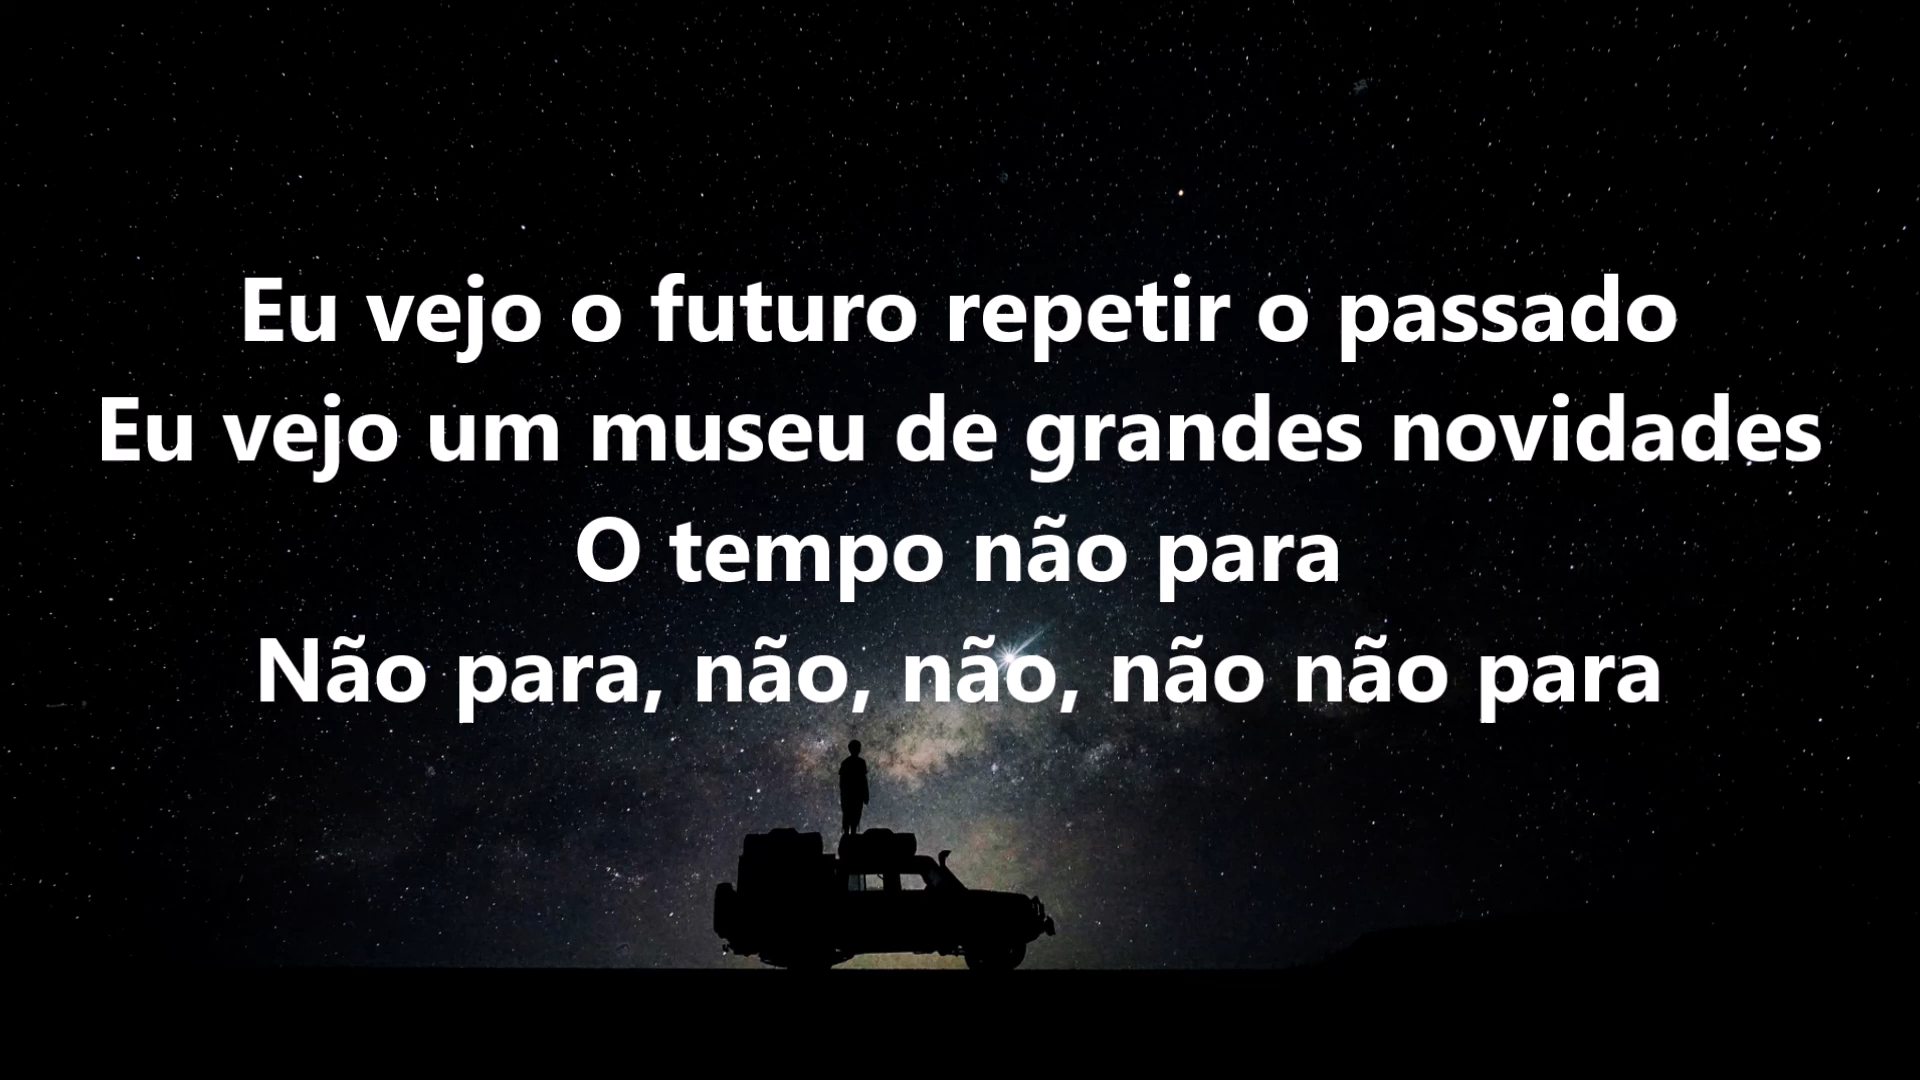 Eu vejo o futuro repetir o passado
Eu vejo um museu de grandes novidades
O tempo não para
Não para, não, não, não não para